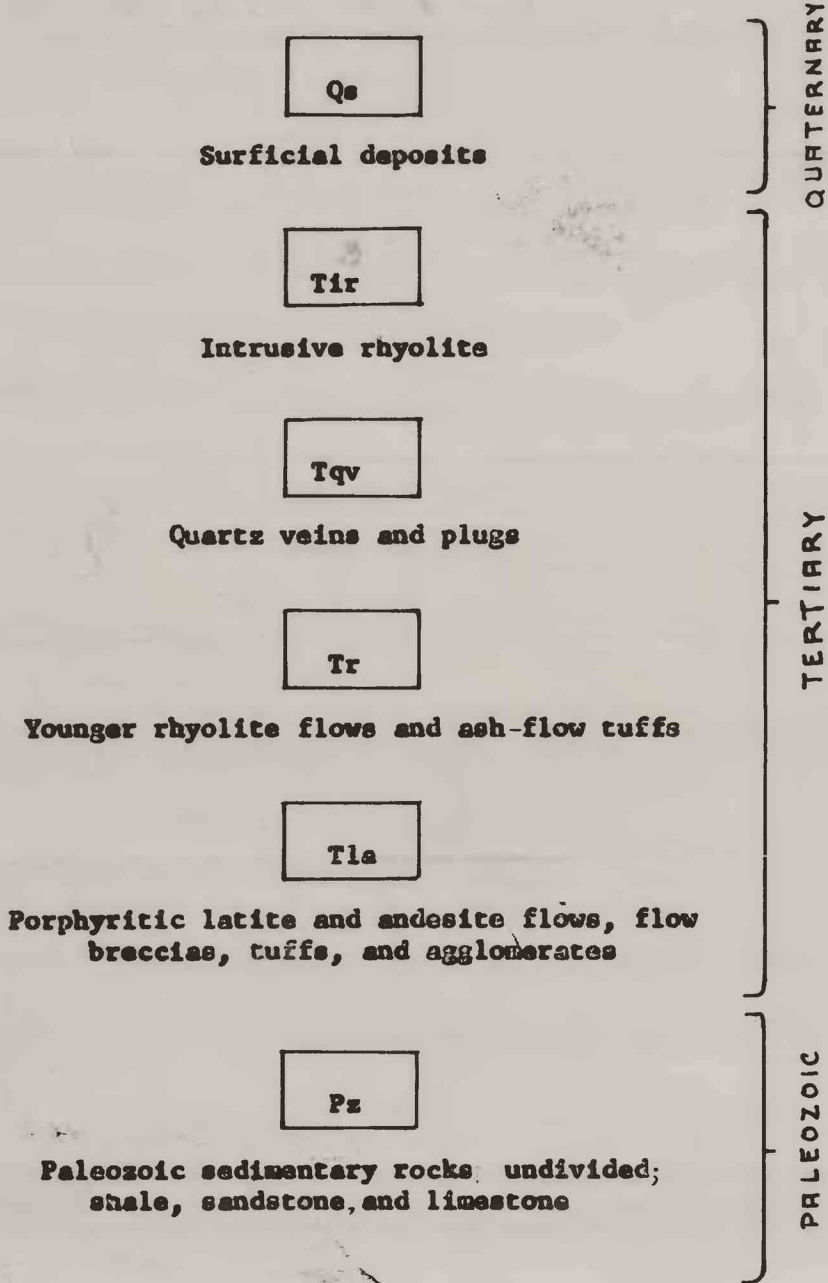 Qs
Surficial deposits
QUATERNARY
Tir
Intrusive rhyolite
Tqv
Quartz veins and plugs
Tr
Younger rhyolite flows and ash-flow tuffs
TERTIARY
Tla
Porphyritic latite and andesite flows, flow
breccias, tuffs, and agglomerates
Pz
Paleozoic sedimentary rocks, undivided;
shale, sandstone, and limestone
PALEOZOIC